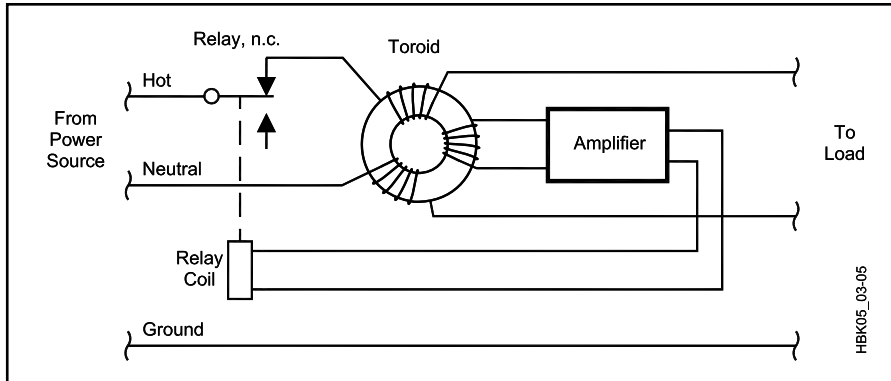 Relay, n.c.
Toroid
Hot
From
Power
Source
Amplifier
To
Load
Neutral
Relay
Coil
Ground
HBK05_03-05